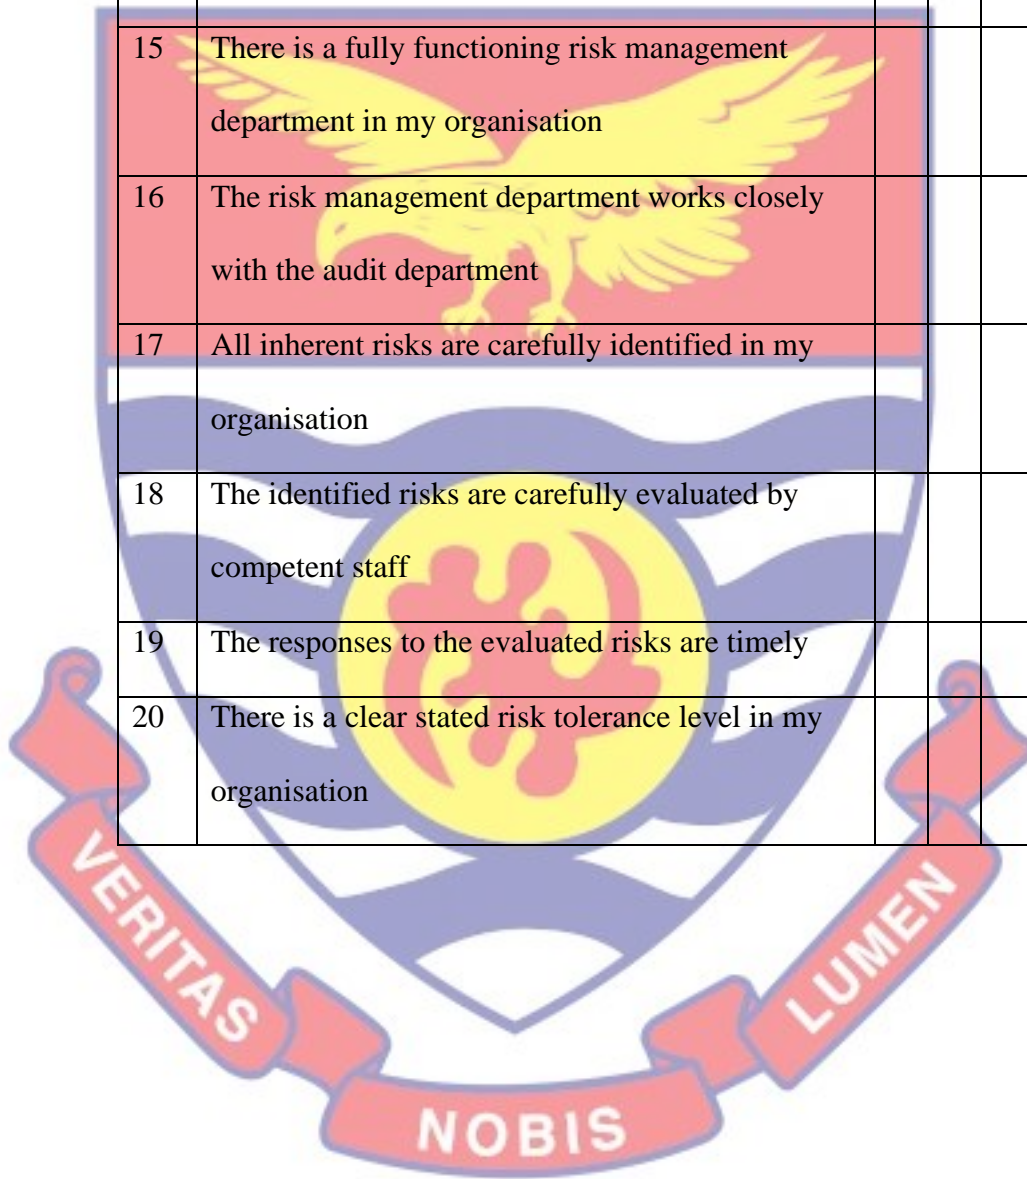 15 There is a fully functioning risk management
department in my organisation
16 The risk management department works closely
with the audit department
17 All inherent risks are carefully identified in my
organisation
18 The identified risks are carefully evaluated by
competent staff
19 The responses to the evaluated risks are timely
20 There is a clear stated risk tolerance level in my
organisation
VERITAS
NOBIS
LUMEN